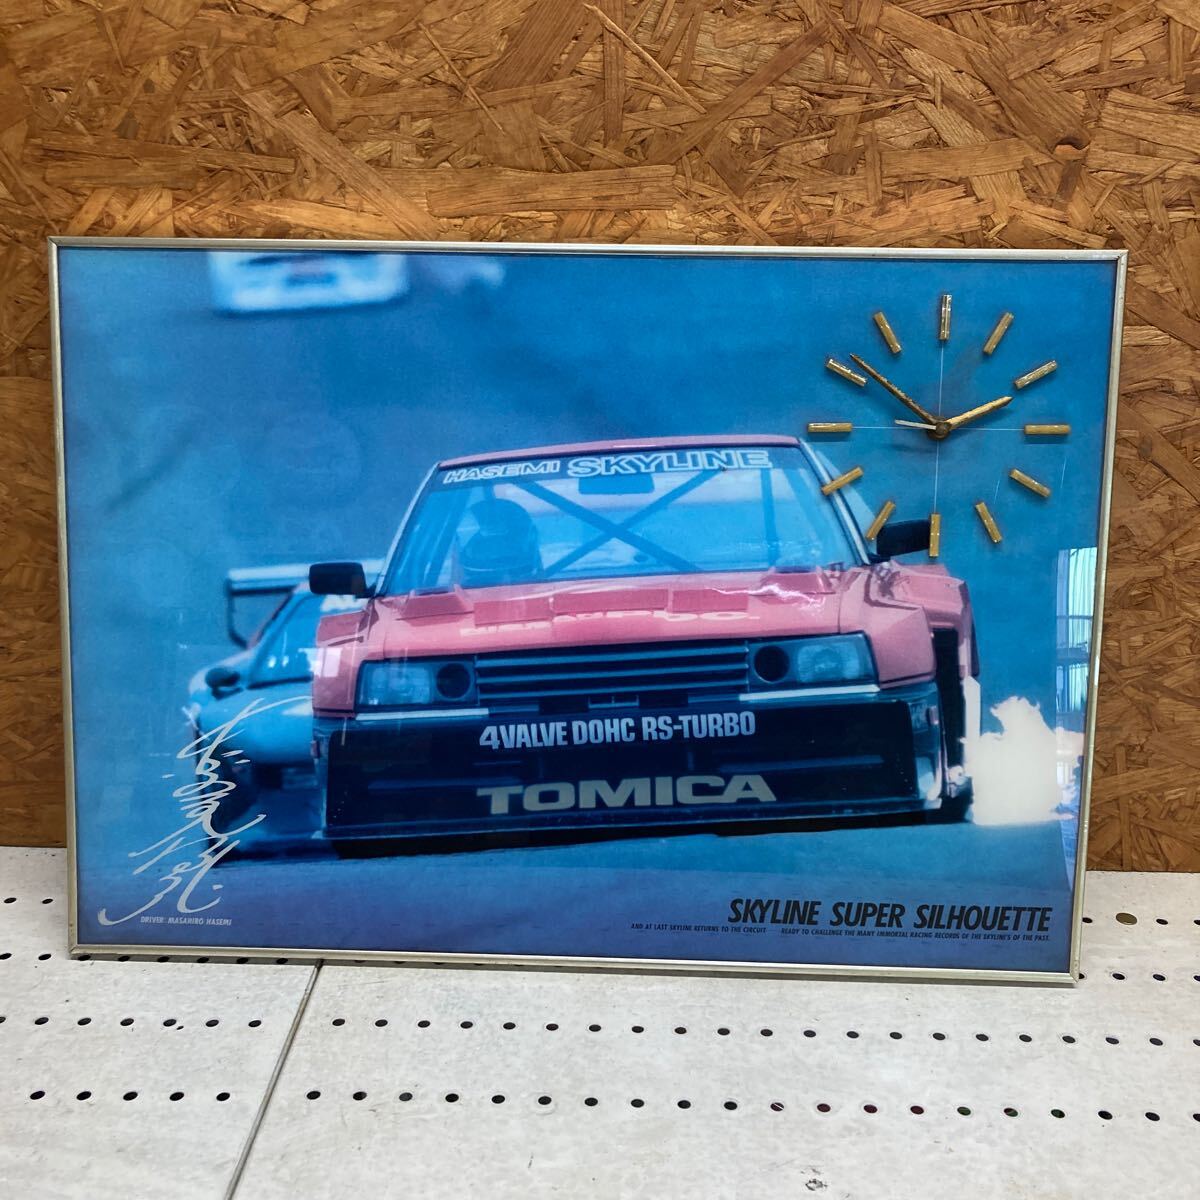 HASEMI SKYLINE
4VALVE DOHC RS-TURBO
TOMICA
DRIVER: MASAHIRO HASEMI
SKYLINE SUPER SILHOUETTE
AND AT LAST SKYLINE RETURNS TO THE CIRCUIT — READY TO CHALLENGE THE MANY IMMORTAL RACING RECORDS OF THE SKYLINE'S OF THE PAST.